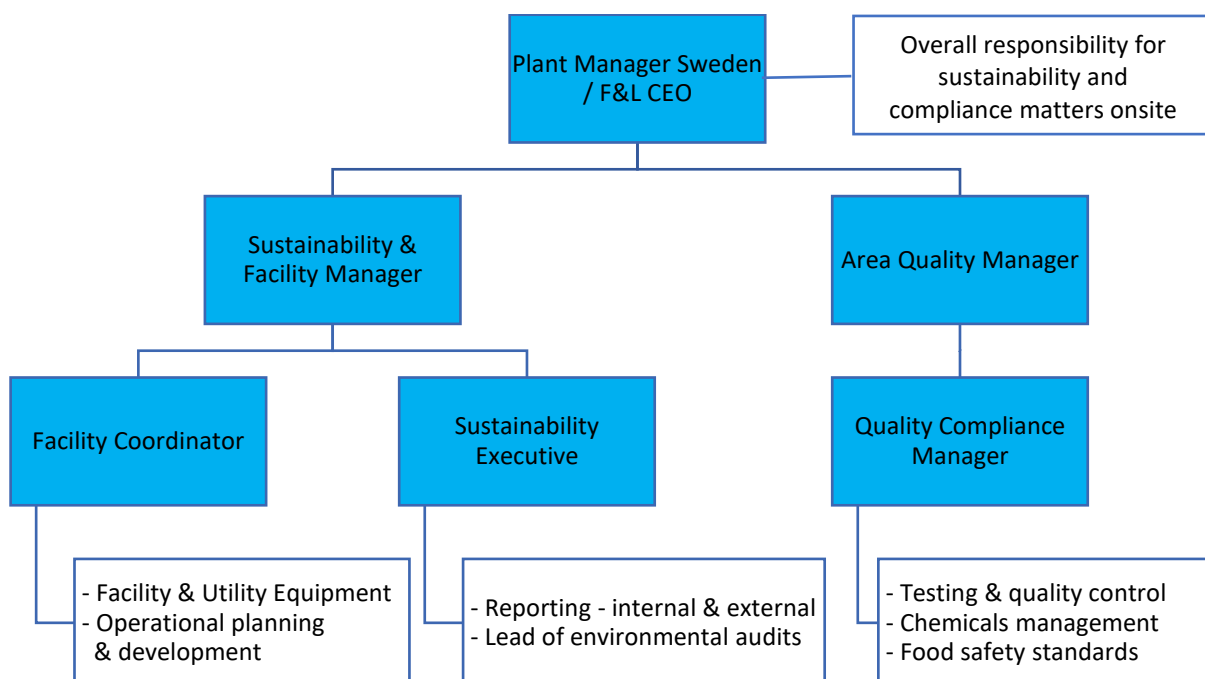 Plant Manager Sweden
/ F&L CEO
Overall responsibility for
sustainability and
compliance matters onsite
Sustainability &
Facility Manager
Area Quality Manager
Facility Coordinator
Sustainability
Executive
Quality Compliance
Manager
- Facility & Utility Equipment
- Operational planning
& development
- Reporting - internal & external
- Lead of environmental audits
- Testing & quality control
- Chemicals management
- Food safety standards